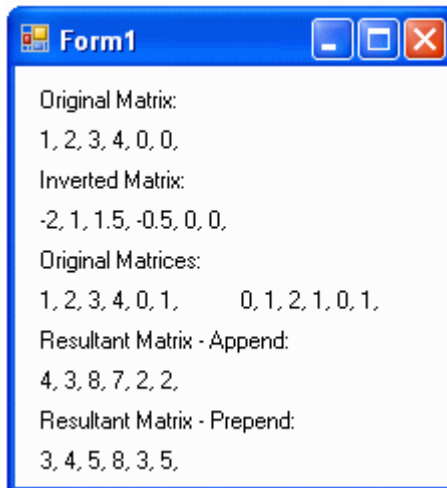 Form1
Original Matrix:
1, 2, 3, 4, 0, 0,
Inverted Matrix:
-2, 1, 1.5, -0.5, 0, 0,
Original Matrices:
1, 2, 3, 4, 0, 1, 0, 1, 2, 1, 0, 1,
Resultant Matrix - Append:
4, 3, 8, 7, 2, 2,
Resultant Matrix - Prepend:
3, 4, 5, 8, 3, 5,